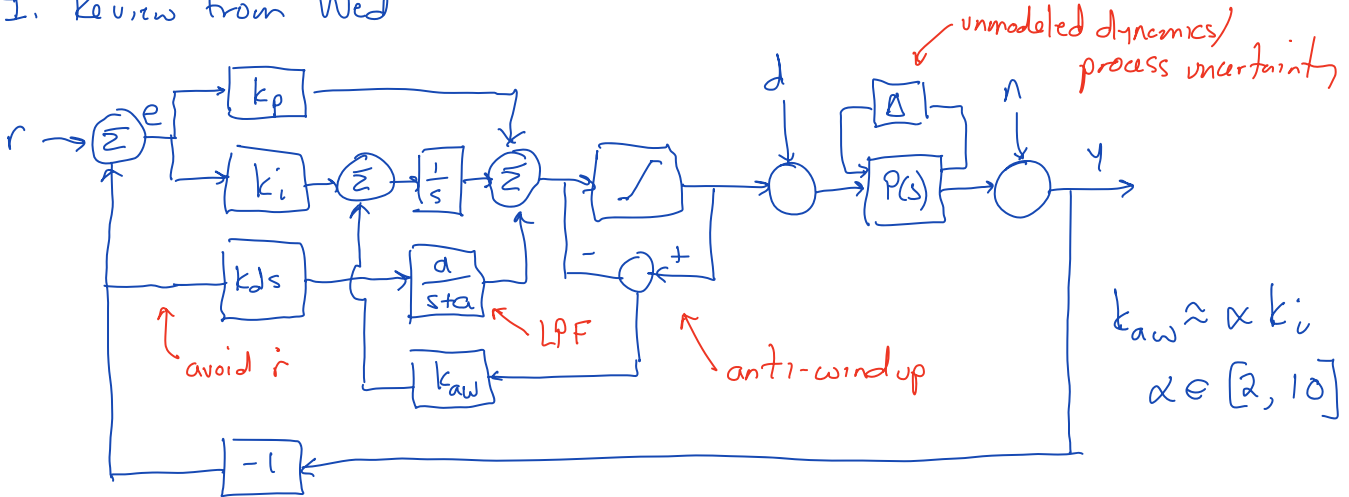 I. Review from Wed
unmodeled dynamics/
process uncertainty
r
Σ
e
kp
ki
Σ
1/s
Σ
d
Δ
P(s)
n
y
kds
a/(s+a)
-
+
avoid ṙ
LPF
kaw
anti-windup
kaw ≈ α ki
α ∈ [2, 10]
-1